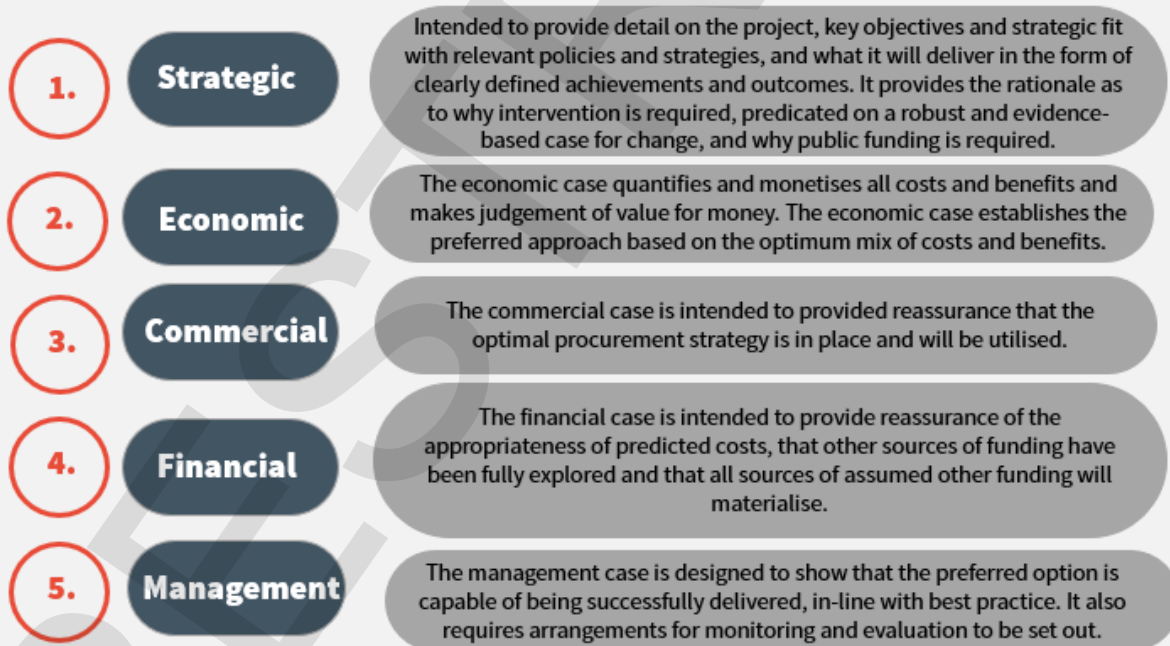 1.
Strategic
Intended to provide detail on the project, key objectives and strategic fit
with relevant policies and strategies, and what it will deliver in the form of
clearly defined achievements and outcomes. It provides the rationale as
to why intervention is required, predicated on a robust and evidence-
based case for change, and why public funding is required.
2.
Economic
The economic case quantifies and monetises all costs and benefits and
makes judgement of value for money. The economic case establishes the
preferred approach based on the optimum mix of costs and benefits.
3.
Commercial
The commercial case is intended to provided reassurance that the
optimal procurement strategy is in place and will be utilised.
4.
Financial
The financial case is intended to provide reassurance of the
appropriateness of predicted costs, that other sources of funding have
been fully explored and that all sources of assumed other funding will
materialise.
5.
Management
The management case is designed to show that the preferred option is
capable of being successfully delivered, in-line with best practice. It also
requires arrangements for monitoring and evaluation to be set out.